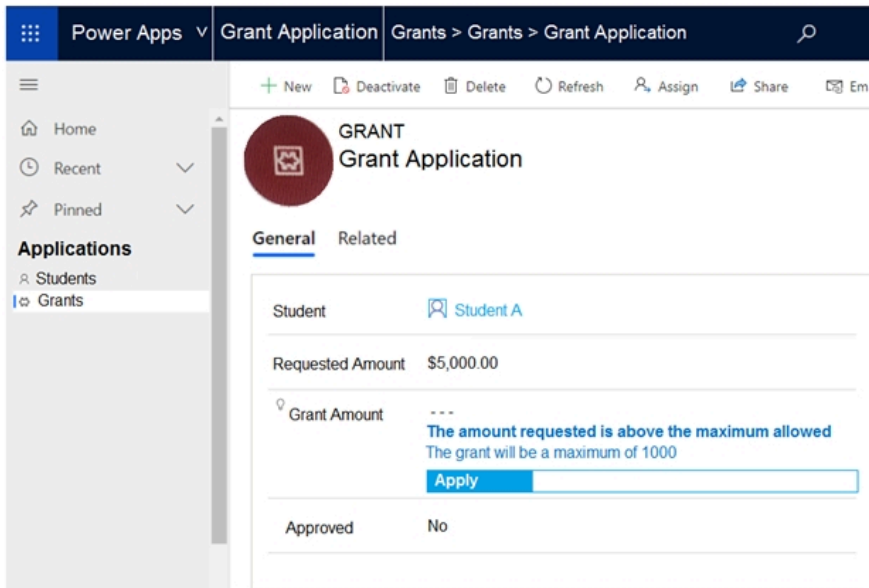 Power Apps Grant Application Grants > Grants > Grant Application
New Deactivate Delete Refresh Assign Share Em
Home
Recent
Pinned
Applications
Students
Grants
GRANT
Grant Application
General Related
Student Student A
Requested Amount $5,000.00
Grant Amount ---
The amount requested is above the maximum allowed
The grant will be a maximum of 1000
Apply
Approved No